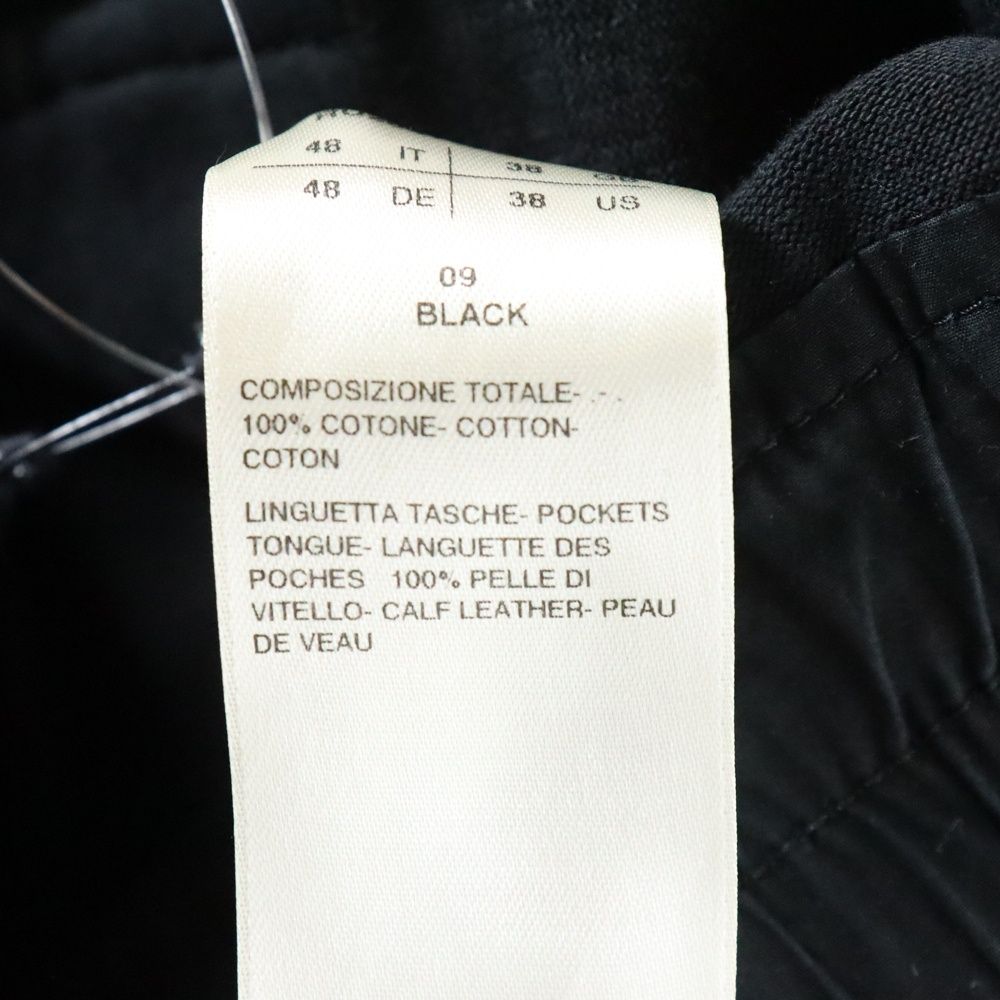 48 IT 38
48 DE 38 US
09
BLACK
COMPOSIZIONE TOTALE-
100% COTONE- COTTON-
COTON
LINGUETTA TASCHE- POCKETS
TONGUE- LANGUETTE DES
POCHES 100% PELLE DI
VITELLO- CALF LEATHER- PEAU
DE VEAU